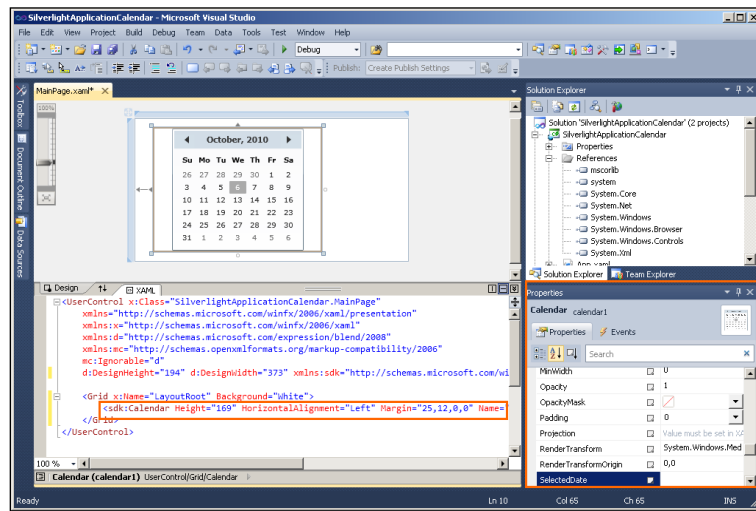 SilverlightApplicationCalendar - Microsoft Visual Studio
File Edit View Project Build Debug Team Data Tools Test Window Help
Debug
Publish: Create Publish Settings
Toolbox
Document Outline
Data Sources
MainPage.xaml* ×
100%
October, 2010
Su Mo Tu We Th Fr Sa
26 27 28 29 30 1 2
3 4 5 6 7 8 9
10 11 12 13 14 15 16
17 18 19 20 21 22 23
24 25 26 27 28 29 30
31 1 2 3 4 5 6
Design XAML
<UserControl x:Class="SilverlightApplicationCalendar.MainPage"
xmlns="http://schemas.microsoft.com/winfx/2006/xaml/presentation"
xmlns:x="http://schemas.microsoft.com/winfx/2006/xaml"
xmlns:d="http://schemas.microsoft.com/expression/blend/2008"
xmlns:mc="http://schemas.openxmlformats.org/markup-compatibility/2006"
mc:Ignorable="d"
d:DesignHeight="194" d:DesignWidth="373" xmlns:sdk="http://schemas.microsoft.com/wi
<Grid x:Name="LayoutRoot" Background="White">
<sdk:Calendar Height="169" HorizontalAlignment="Left" Margin="25,12,0,0" Name="
</Grid>
</UserControl>
100 %
Calendar (calendar1) UserControl/Grid/Calendar
Solution Explorer
Solution 'SilverlightApplicationCalendar' (2 projects)
SilverlightApplicationCalendar
Properties
References
mscorlib
system
System.Core
System.Net
System.Windows
System.Windows.Browser
System.Windows.Controls
System.Xml
App.xaml
Solution Explorer Team Explorer
Properties
Calendar calendar1
Properties Events
Search
MinWidth 0
Opacity 1
OpacityMask
Padding 0
Projection Value must be set in XA
RenderTransform System.Windows.Med
RenderTransformOrigin 0,0
SelectedDate
Ready Ln 10 Col 65 Ch 65 INS